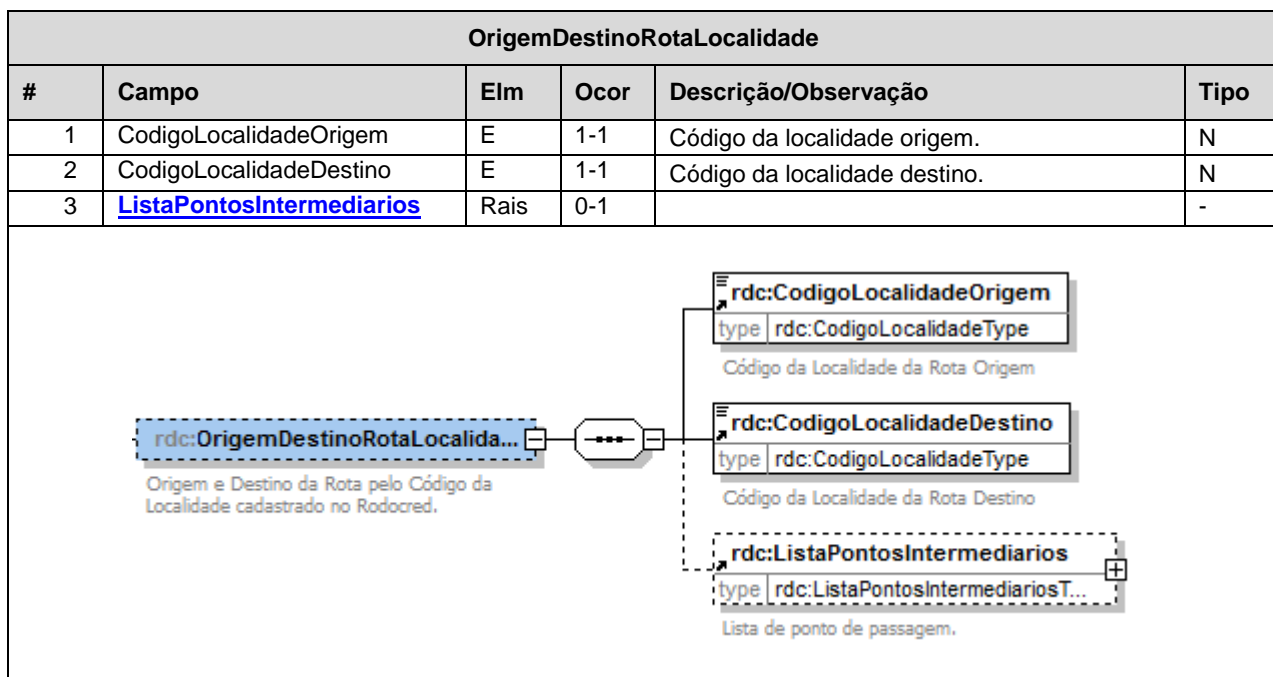 OrigemDestinoRotaLocalidade
# Campo Elm Ocor Descrição/Observação Tipo
1 CodigoLocalidadeOrigem E 1-1 Código da localidade origem. N
2 CodigoLocalidadeDestino E 1-1 Código da localidade destino. N
3 ListaPontosIntermediarios Rais 0-1 -
rdc:CodigoLocalidadeOrigem
type rdc:CodigoLocalidadeType
Código da Localidade da Rota Origem
rdc:OrigemDestinoRotaLocalida...
Origem e Destino da Rota pelo Código da
Localidade cadastrado no Rodocred.
rdc:CodigoLocalidadeDestino
type rdc:CodigoLocalidadeType
Código da Localidade da Rota Destino
rdc:ListaPontosIntermediarios
type rdc:ListaPontosIntermediariosT...
Lista de ponto de passagem.